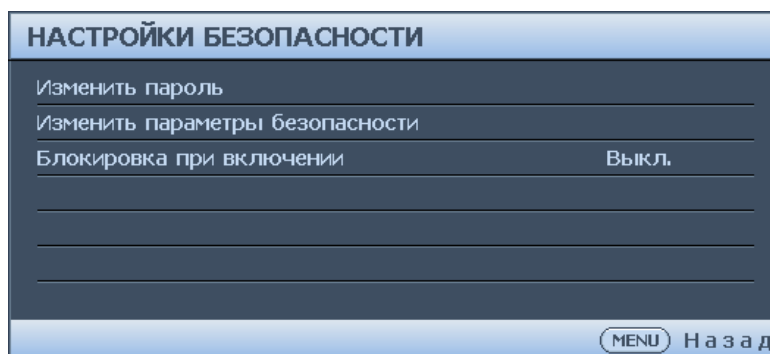 НАСТРОЙКИ БЕЗОПАСНОСТИ
Изменить пароль
Изменить параметры безопасности
Блокировка при включении Выкл.
MENU Назад